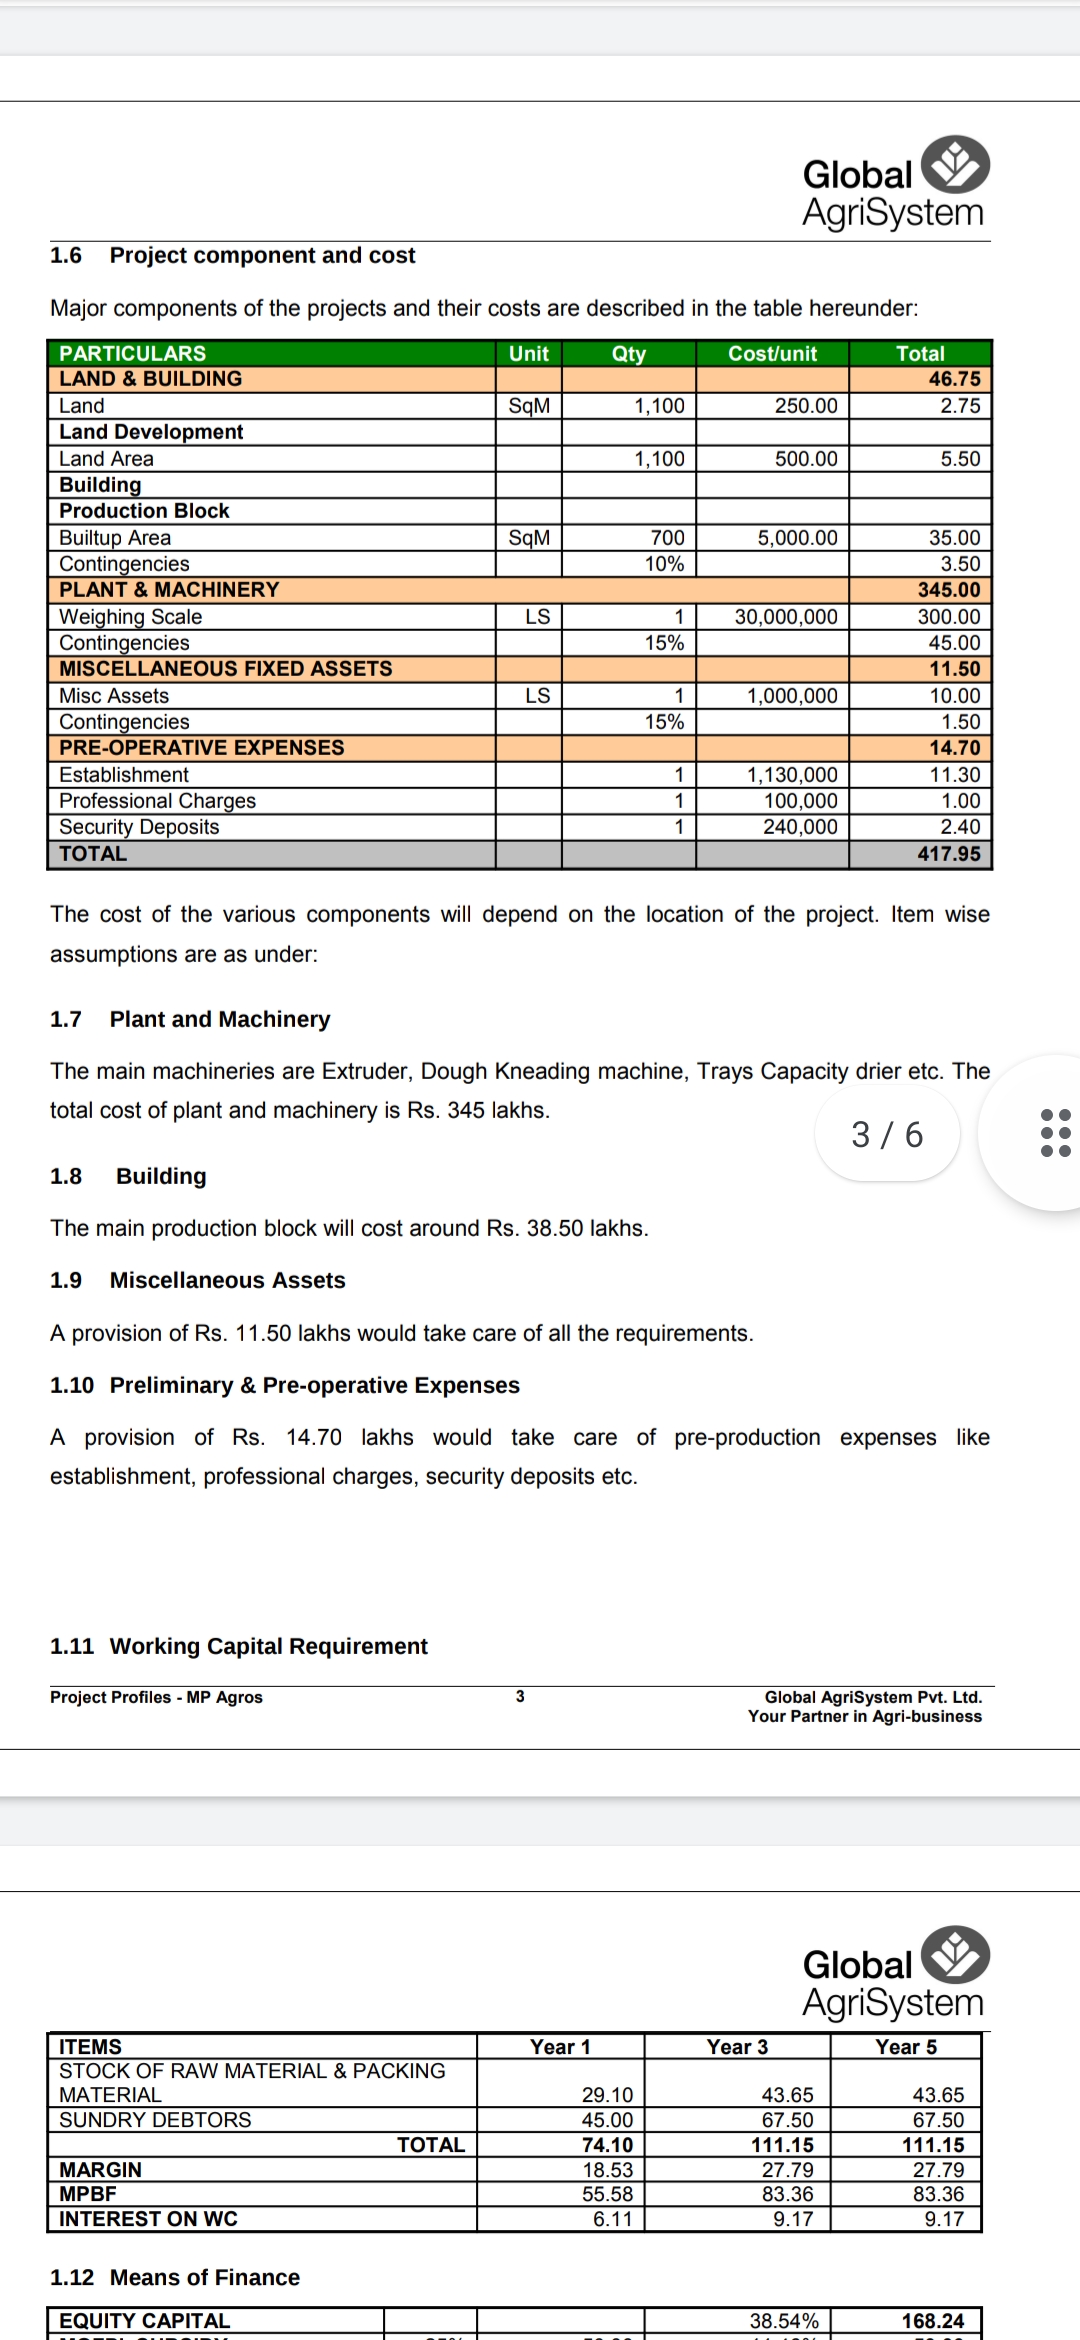 Global
AgriSystem
1.6 Project component and cost
Major components of the projects and their costs are described in the table hereunder:
PARTICULARS Unit Qty Cost/unit Total
LAND & BUILDING 46.75
Land SqM 1,100 250.00 2.75
Land Development
Land Area 1,100 500.00 5.50
Building
Production Block
Builtup Area SqM 700 5,000.00 35.00
Contingencies 10% 3.50
PLANT & MACHINERY 345.00
Weighing Scale LS 1 30,000,000 300.00
Contingencies 15% 45.00
MISCELLANEOUS FIXED ASSETS 11.50
Misc Assets LS 1 1,000,000 10.00
Contingencies 15% 1.50
PRE-OPERATIVE EXPENSES 14.70
Establishment 1 1,130,000 11.30
Professional Charges 1 100,000 1.00
Security Deposits 1 240,000 2.40
TOTAL 417.95
The cost of the various components will depend on the location of the project. Item wise
assumptions are as under:
1.7 Plant and Machinery
The main machineries are Extruder, Dough Kneading machine, Trays Capacity drier etc. The
total cost of plant and machinery is Rs. 345 lakhs.
3 / 6
1.8 Building
The main production block will cost around Rs. 38.50 lakhs.
1.9 Miscellaneous Assets
A provision of Rs. 11.50 lakhs would take care of all the requirements.
1.10 Preliminary & Pre-operative Expenses
A provision of Rs. 14.70 lakhs would take care of pre-production expenses like
establishment, professional charges, security deposits etc.
1.11 Working Capital Requirement
Project Profiles - MP Agros 3 Global AgriSystem Pvt. Ltd.
Your Partner in Agri-business
Global
AgriSystem
ITEMS Year 1 Year 3 Year 5
STOCK OF RAW MATERIAL & PACKING
MATERIAL 29.10 43.65 43.65
SUNDRY DEBTORS 45.00 67.50 67.50
TOTAL 74.10 111.15 111.15
MARGIN 18.53 27.79 27.79
MPBF 55.58 83.36 83.36
INTEREST ON WC 6.11 9.17 9.17
1.12 Means of Finance
EQUITY CAPITAL 38.54% 168.24